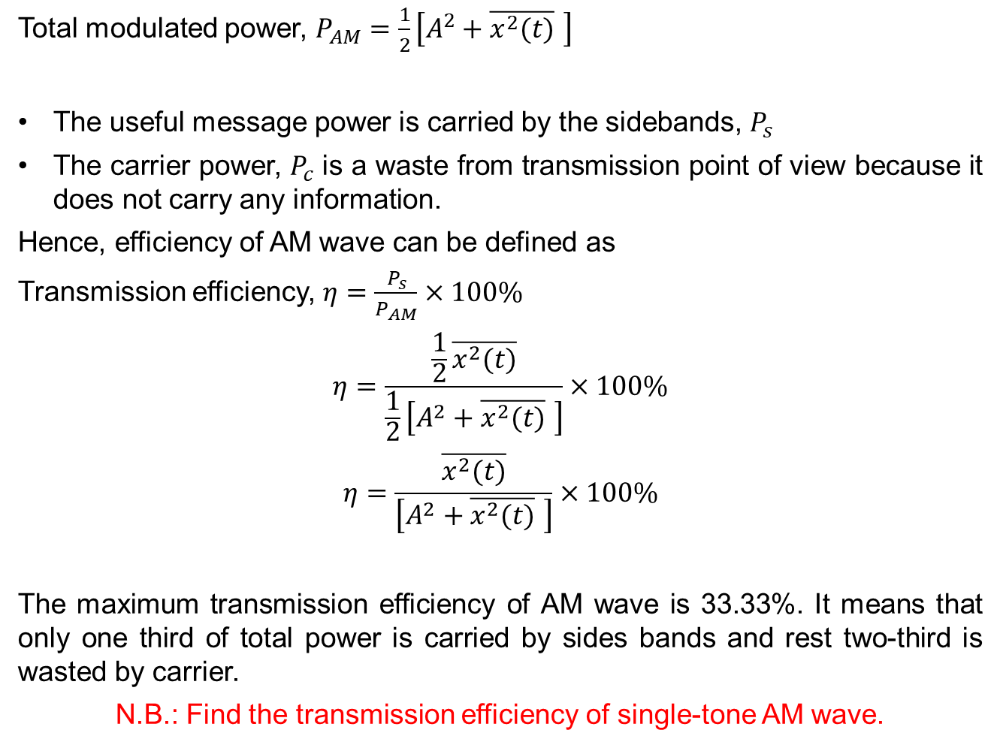 Total modulated power, $P_{AM} = \frac{1}{2}\left[A^2 + \overline{x^2(t)}\right]$
• The useful message power is carried by the sidebands, $P_s$
• The carrier power, $P_c$ is a waste from transmission point of view because it
does not carry any information.
Hence, efficiency of AM wave can be defined as
Transmission efficiency, $\eta = \frac{P_s}{P_{AM}} \times 100\%$
$\eta = \frac{\frac{1}{2}\overline{x^2(t)}}{\frac{1}{2}\left[A^2 + \overline{x^2(t)}\right]} \times 100\%$
$\eta = \frac{\overline{x^2(t)}}{\left[A^2 + \overline{x^2(t)}\right]} \times 100\%$
The maximum transmission efficiency of AM wave is 33.33%. It means that
only one third of total power is carried by sides bands and rest two-third is
wasted by carrier.
N.B.: Find the transmission efficiency of single-tone AM wave.